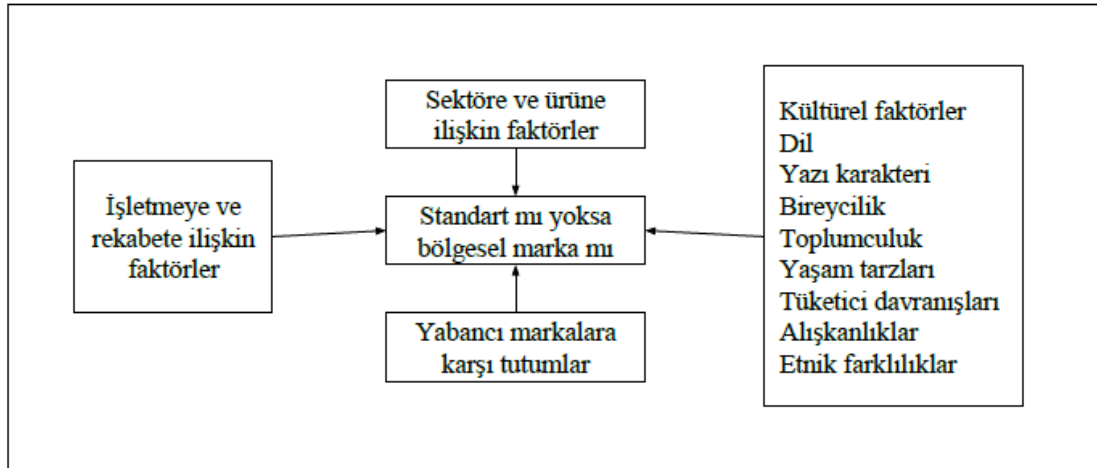 Sektöre ve ürüne
ilişkin faktörler
İşletmeye ve
rekabete ilişkin
faktörler
Standart mı yoksa
bölgesel marka mı
Yabancı markalara
karşı tutumlar
Kültürel faktörler
Dil
Yazı karakteri
Bireycilik
Toplumculuk
Yaşam tarzları
Tüketici davranışları
Alışkanlıklar
Etnik farklılıklar